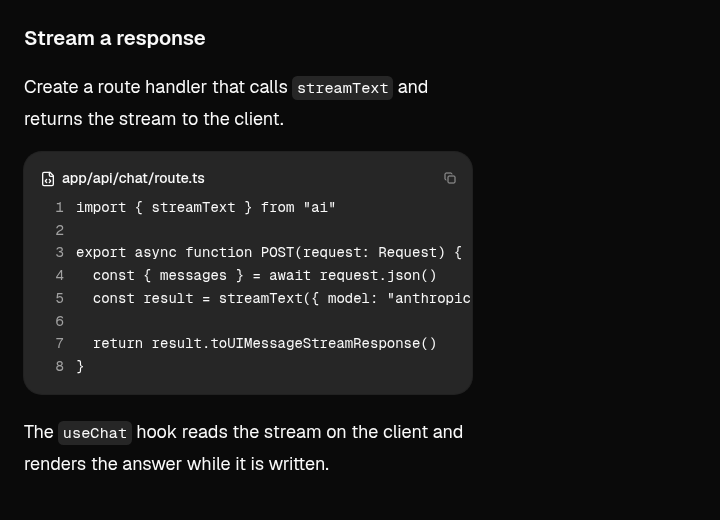 Stream a response
Create a route handler that calls streamText and
returns the stream to the client.
app/api/chat/route.ts
1 import { streamText } from "ai"
2
3 export async function POST(request: Request) {
4   const { messages } = await request.json()
5   const result = streamText({ model: "anthropic
6
7   return result.toUIMessageStreamResponse()
8 }
The useChat hook reads the stream on the client and
renders the answer while it is written.